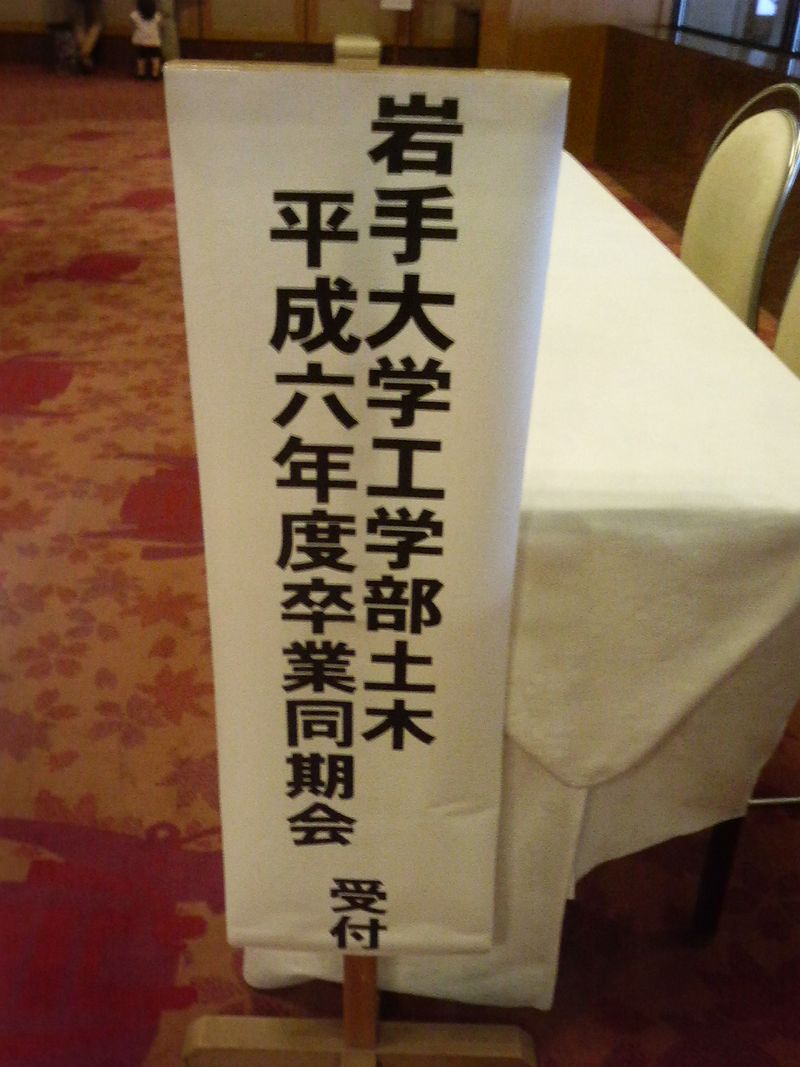 岩手大学工学部土木
平成六年度卒業同期会
受付